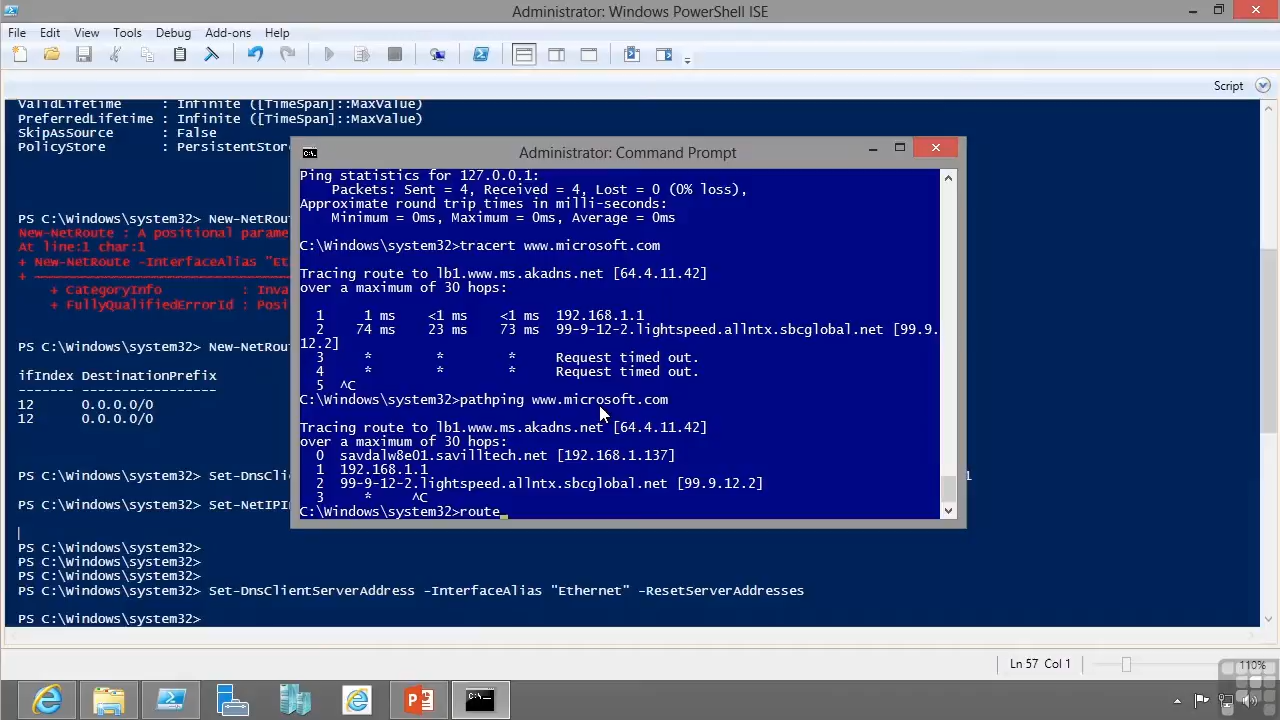 Administrator: Windows PowerShell ISE
File Edit View Tools Debug Add-ons Help
Script
ValidLifetime : Infinite ([TimeSpan]::MaxValue)
PreferredLifetime : Infinite ([TimeSpan]::MaxValue)
SkipAsSource : False
PolicyStore : PersistentStore
PS C:\Windows\system32> New-NetRout
New-NetRoute : A positional parame
At line:1 char:1
+ New-NetRoute -InterfaceAlias "Et
+ ~~~~~~~~~~~~~~~~~~~~~~~~~~~~~~~~
+ CategoryInfo : Inva
+ FullyQualifiedErrorId : Posi
PS C:\Windows\system32> New-NetRout
ifIndex DestinationPrefix
------- -----------------
12 0.0.0.0/0
12 0.0.0.0/0
PS C:\Windows\system32> Set-DnsCli
PS C:\Windows\system32> Set-NetIPI
PS C:\Windows\system32>
PS C:\Windows\system32>
PS C:\Windows\system32>
PS C:\Windows\system32> Set-DnsClientServerAddress -InterfaceAlias "Ethernet" -ResetServerAddresses
PS C:\Windows\system32>
Administrator: Command Prompt
Ping statistics for 127.0.0.1:
Packets: Sent = 4, Received = 4, Lost = 0 (0% loss),
Approximate round trip times in milli-seconds:
Minimum = 0ms, Maximum = 0ms, Average = 0ms
C:\Windows\system32>tracert www.microsoft.com
Tracing route to lb1.www.ms.akadns.net [64.4.11.42]
over a maximum of 30 hops:
1 1 ms <1 ms <1 ms 192.168.1.1
2 74 ms 23 ms 73 ms 99-9-12-2.lightspeed.allntx.sbcglobal.net [99.9.
12.2]
3 * * * Request timed out.
4 * * * Request timed out.
5 ^C
C:\Windows\system32>pathping www.microsoft.com
Tracing route to lb1.www.ms.akadns.net [64.4.11.42]
over a maximum of 30 hops:
0 savdalw8e01.savilltech.net [192.168.1.137]
1 192.168.1.1
2 99-9-12-2.lightspeed.allntx.sbcglobal.net [99.9.12.2]
3 * ^C
C:\Windows\system32>route
1
Ln 57 Col 1
110%